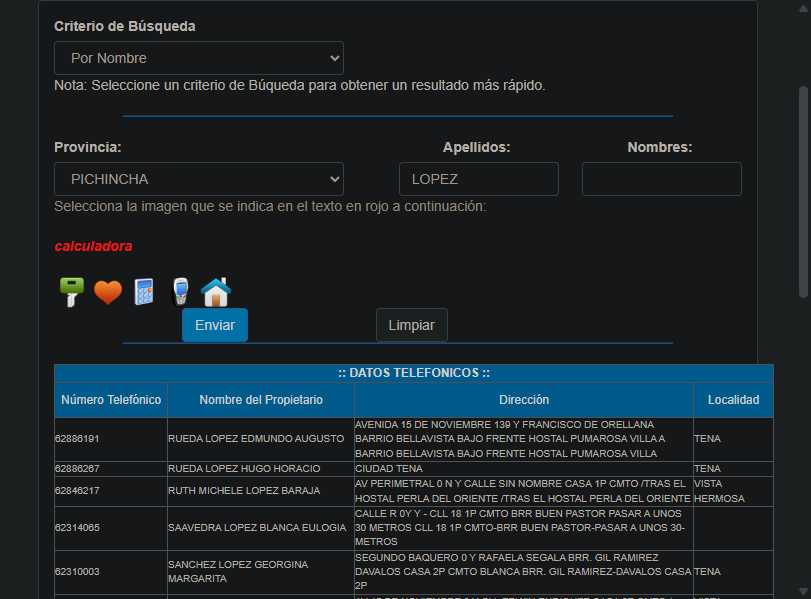 Criterio de Búsqueda
Por Nombre
Nota: Seleccione un criterio de Búqueda para obtener un resultado más rápido.
Provincia: Apellidos: Nombres:
PICHINCHA LOPEZ
Selecciona la imagen que se indica en el texto en rojo a continuación:
calculadora
Enviar Limpiar
:: DATOS TELEFONICOS ::
Número Telefónico Nombre del Propietario Dirección Localidad
AVENIDA 15 DE NOVIEMBRE 139 Y FRANCISCO DE ORELLANA
62886191 RUEDA LOPEZ EDMUNDO AUGUSTO BARRIO BELLAVISTA BAJO FRENTE HOSTAL PUMAROSA VILLA A TENA
BARRIO BELLAVISTA BAJO FRENTE HOSTAL PUMAROSA VILLA
62886267 RUEDA LOPEZ HUGO HORACIO CIUDAD TENA TENA
62846217 RUTH MICHELE LOPEZ BARAJA AV PERIMETRAL 0 N Y CALLE SIN NOMBRE CASA 1P CMTO /TRAS EL VISTA
HOSTAL PERLA DEL ORIENTE /TRAS EL HOSTAL PERLA DEL ORIENTE HERMOSA
CALLE R 0Y Y - CLL 18 1P CMTO BRR BUEN PASTOR PASAR A UNOS
62314065 SAAVEDRA LOPEZ BLANCA EULOGIA 30 METROS CLL 18 1P CMTO-BRR BUEN PASTOR-PASAR A UNOS 30-
METROS
SEGUNDO BAQUERO 0 Y RAFAELA SEGALA BRR. GIL RAMIREZ
62310003 SANCHEZ LOPEZ GEORGINA MARGARITA DAVALOS CASA 2P CMTO BLANCA BRR. GIL RAMIREZ-DAVALOS CASA TENA
2P